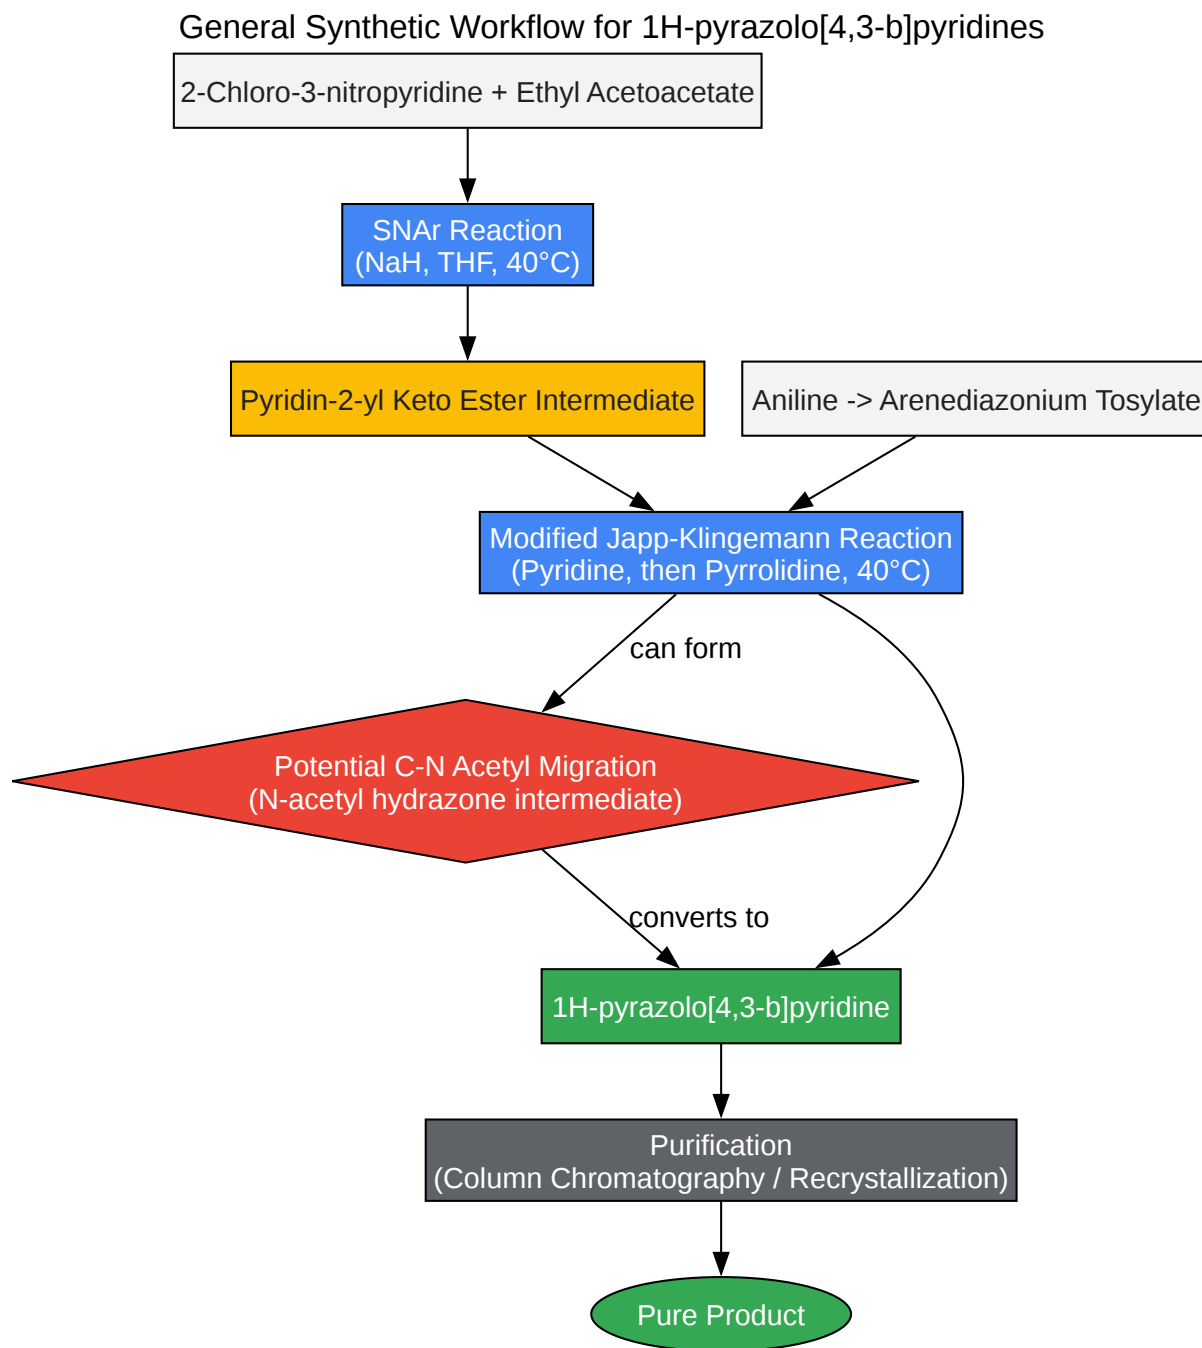 General Synthetic Workflow for 1H-pyrazolo[4,3-b]pyridines
2-Chloro-3-nitropyridine + Ethyl Acetoacetate
SNAr Reaction
(NaH, THF, 40°C)
Pyridin-2-yl Keto Ester Intermediate
Aniline -> Arenediazonium Tosylate
Modified Japp-Klingemann Reaction
(Pyridine, then Pyrrolidine, 40°C)
can form
Potential C-N Acetyl Migration
(N-acetyl hydrazone intermediate)
converts to
1H-pyrazolo[4,3-b]pyridine
Purification
(Column Chromatography / Recrystallization)
Pure Product